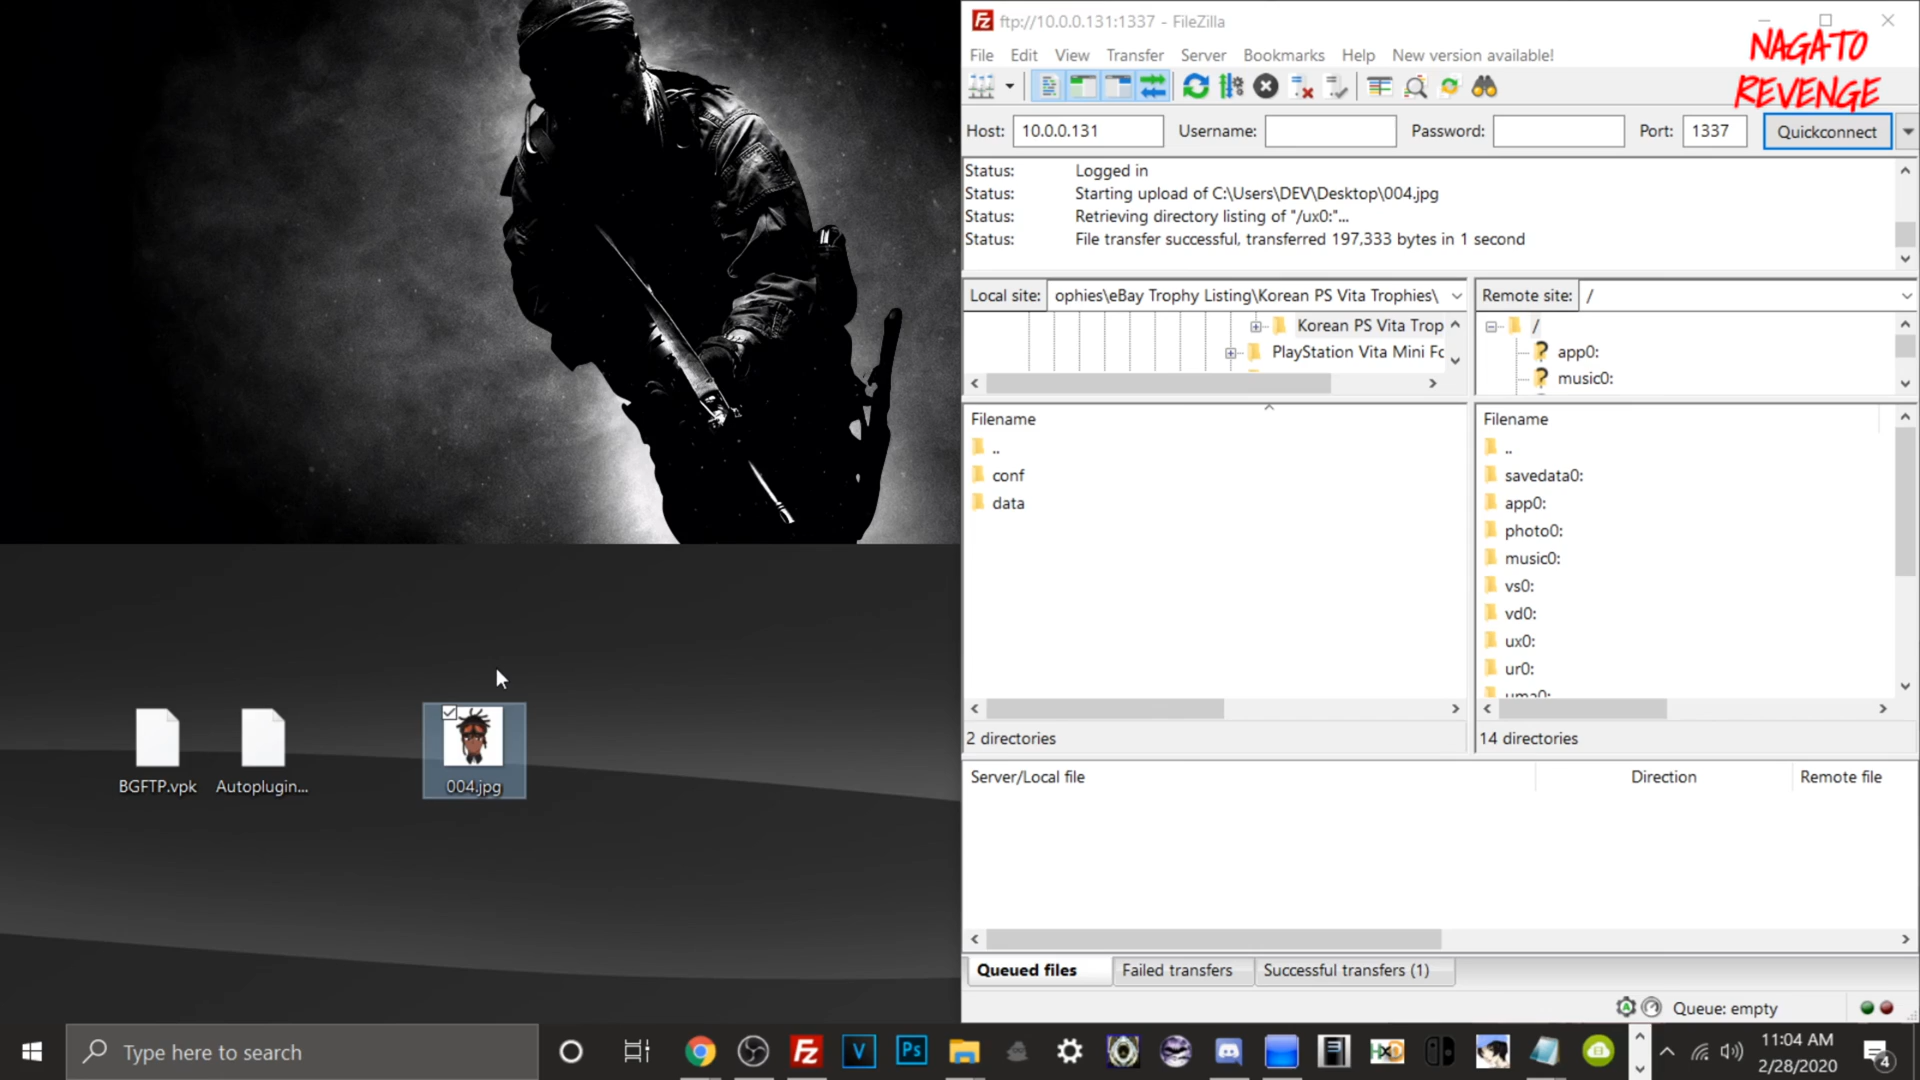 ftp://10.0.0.131:1337 - FileZilla
NAGATO
REVENGE
File Edit View Transfer Server Bookmarks Help New version available!
Host: 10.0.0.131 Username: Password: Port: 1337 Quickconnect
Status: Logged in
Status: Starting upload of C:\Users\DEV\Desktop\004.jpg
Status: Retrieving directory listing of "/ux0:"...
Status: File transfer successful, transferred 197,333 bytes in 1 second
Local site: ophies\eBay Trophy Listing\Korean PS Vita Trophies\
Korean PS Vita Trop
PlayStation Vita Mini Fo
Remote site: /
/
app0:
music0:
Filename
..
conf
data
2 directories
Filename
..
savedata0:
app0:
photo0:
music0:
vs0:
vd0:
ux0:
ur0:
uma0:
14 directories
BGFTP.vpk
Autoplugin...
004.jpg
Server/Local file Direction Remote file
Queued files Failed transfers Successful transfers (1)
Queue: empty
Type here to search
V
Ps
HxD
11:04 AM
2/28/2020
4